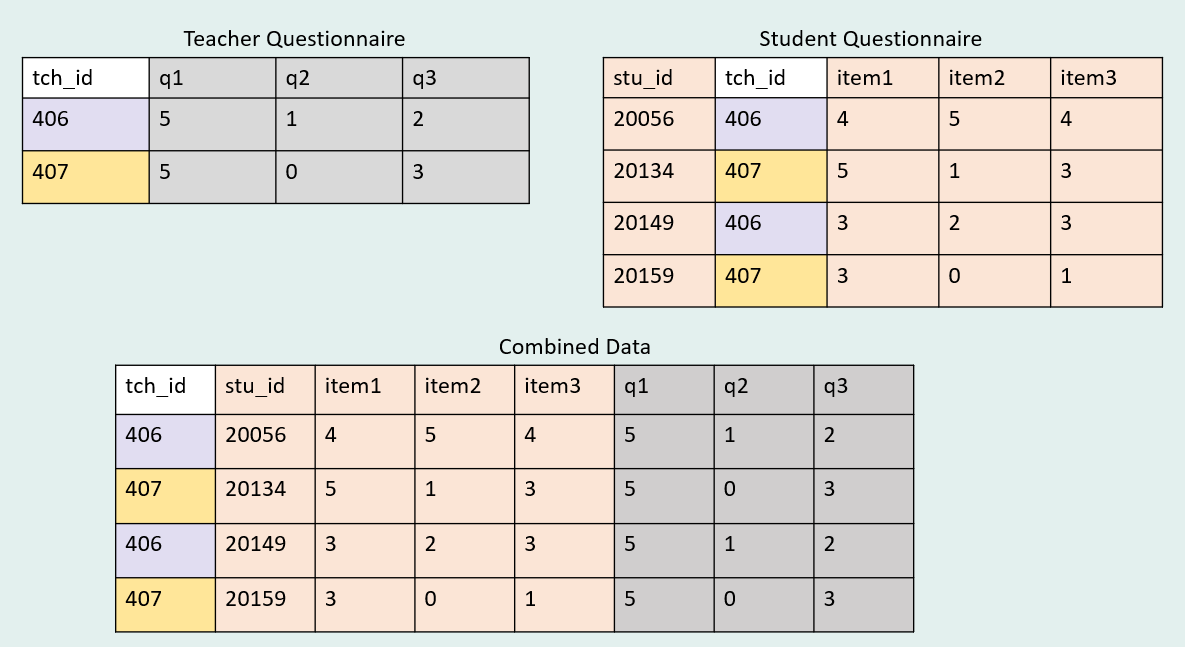 Teacher Questionnaire
tch_id q1 q2 q3
406 5 1 2
407 5 0 3
Student Questionnaire
stu_id tch_id item1 item2 item3
20056 406 4 5 4
20134 407 5 1 3
20149 406 3 2 3
20159 407 3 0 1
Combined Data
tch_id stu_id item1 item2 item3 q1 q2 q3
406 20056 4 5 4 5 1 2
407 20134 5 1 3 5 0 3
406 20149 3 2 3 5 1 2
407 20159 3 0 1 5 0 3